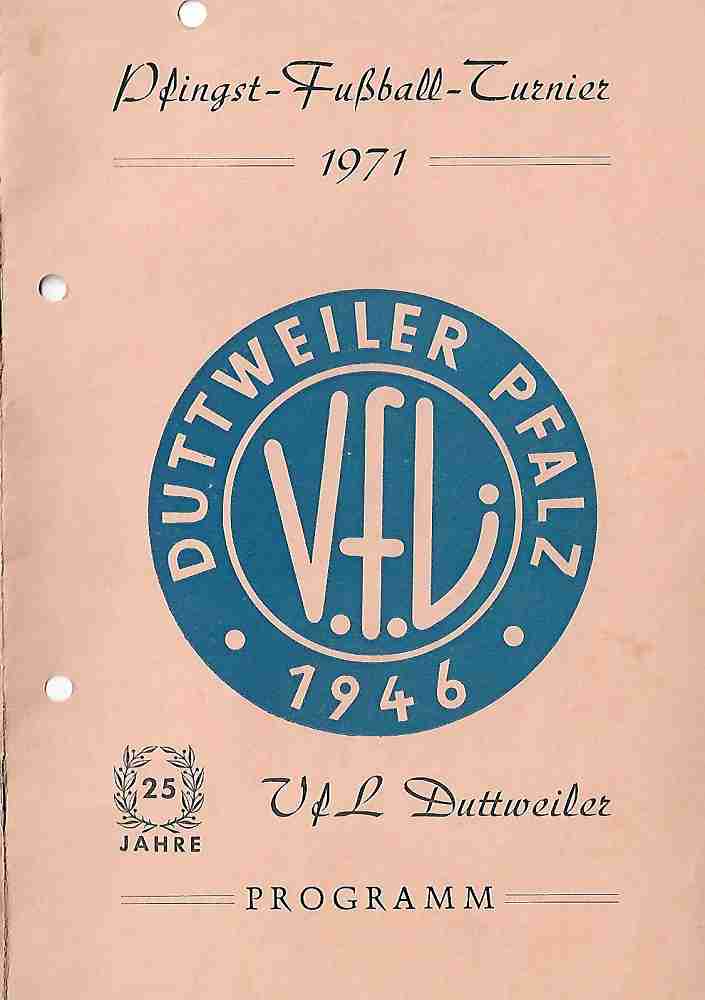 Pfingst-Fußball-Turnier
1971
DUTTWEILER PFALZ
V.f.L.
1946
25
JAHRE
VfL Duttweiler
PROGRAMM